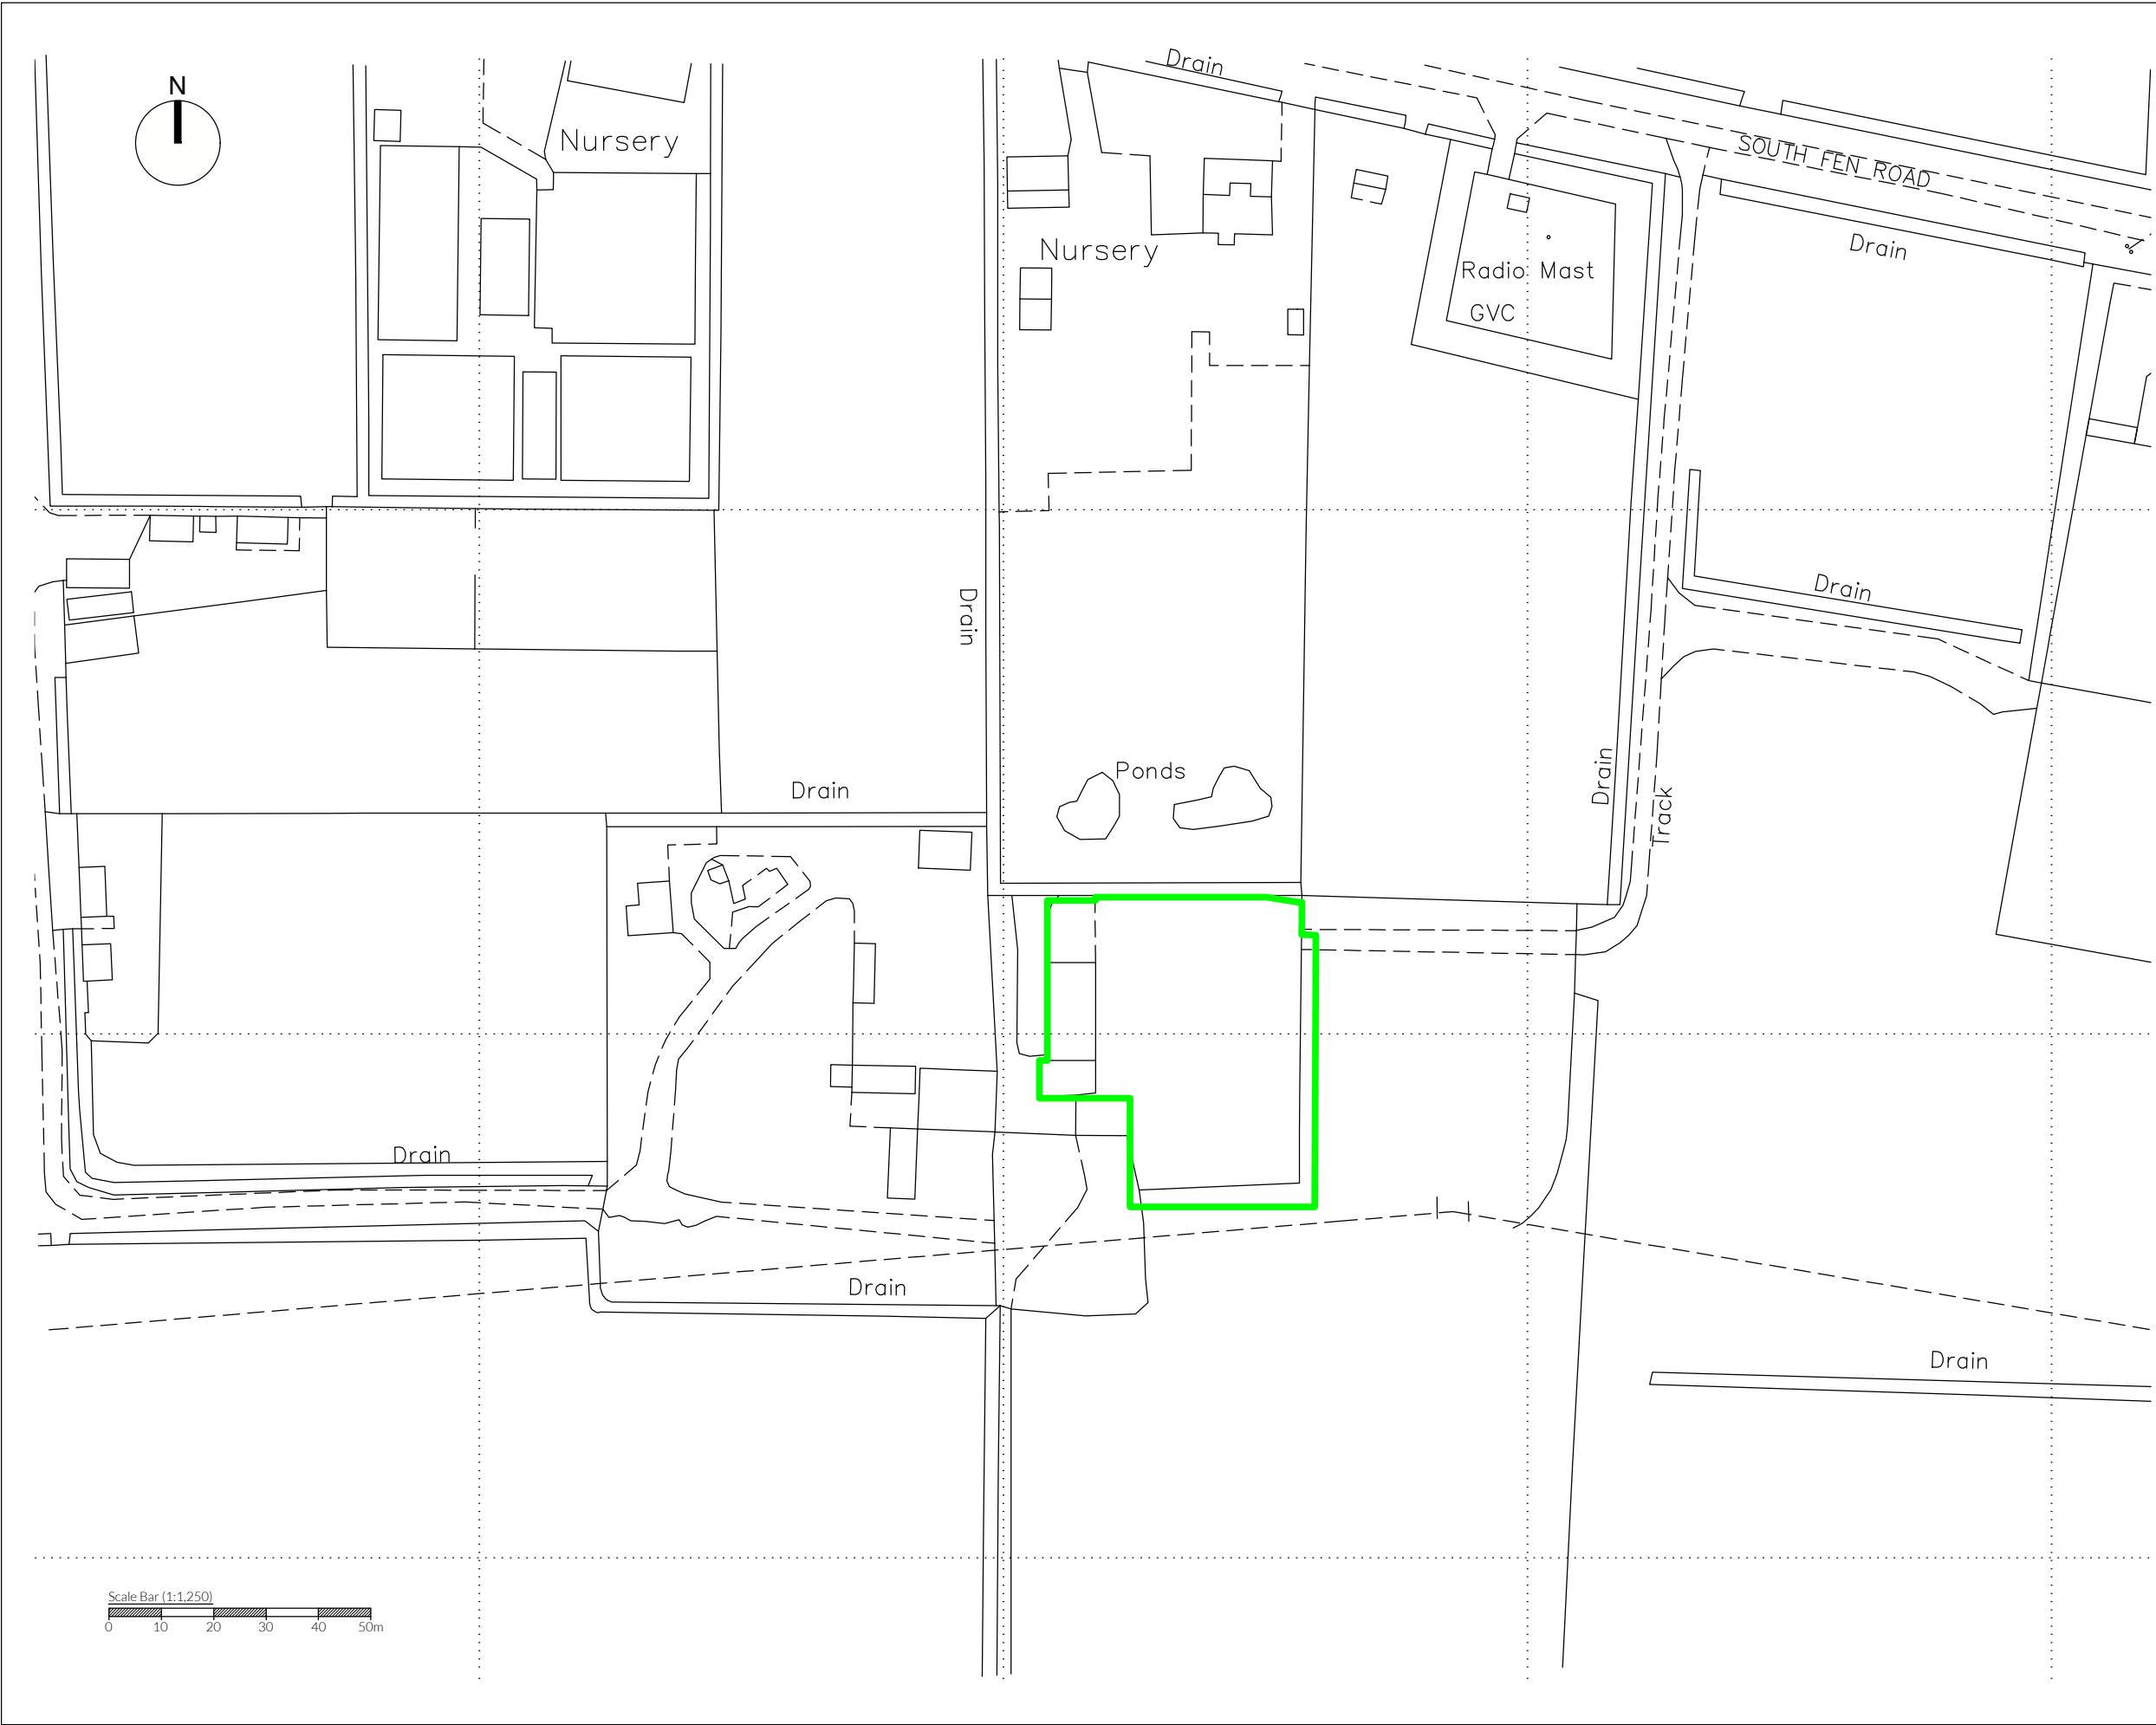 Drain
N
Nursery
SOUTH FEN ROAD
Nursery
Drain
Radio Mast
GVC
Drain
Drain
Ponds
Drain
Drain
Track
Drain
Drain
Drain
Scale Bar (1:1,250)
0 10 20 30 40 50m